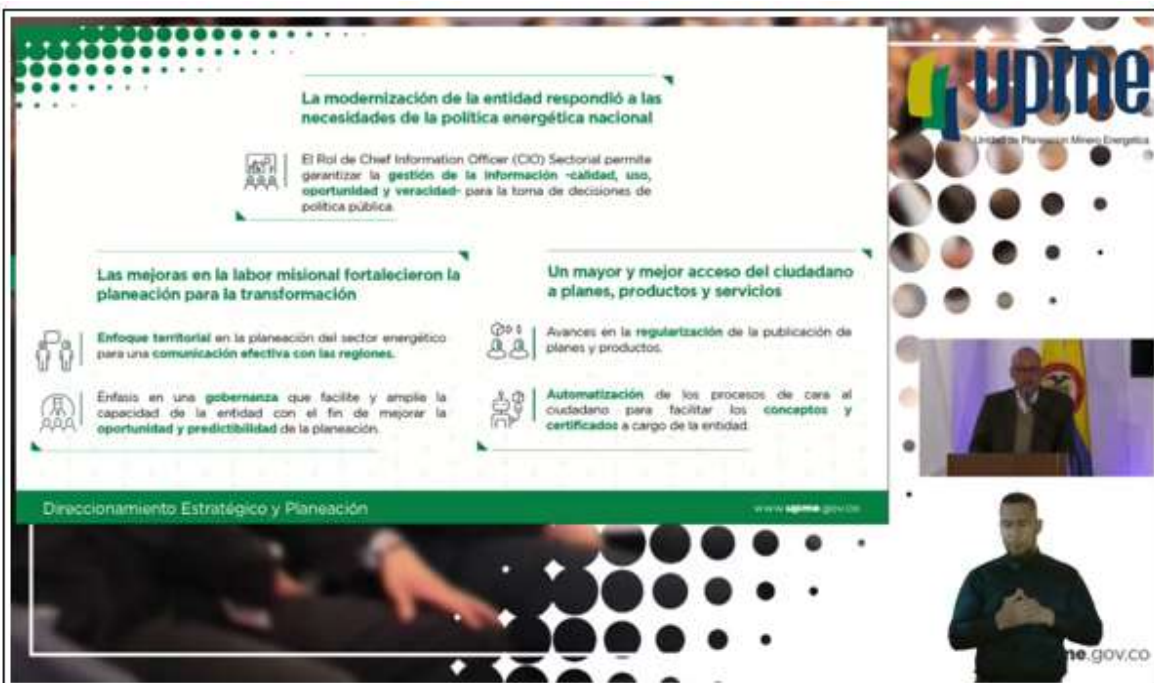 La modernización de la entidad respondió a las
necesidades de la política energética nacional
El Rol de Chief Information Officer (CIO) Sectorial permite
garantizar la gestión de la información -calidad, uso,
oportunidad y veracidad- para la toma de decisiones de
política pública.
Las mejoras en la labor misional fortalecieron la
planeación para la transformación
Enfoque territorial en la planeación del sector energético
para una comunicación efectiva con las regiones.
Énfasis en una gobernanza que facilite y amplíe la
capacidad de la entidad con el fin de mejorar la
oportunidad y predictibilidad de la planeación.
Un mayor y mejor acceso del ciudadano
a planes, productos y servicios
Avances en la regularización de la publicación de
planes y productos.
Automatización de los procesos de cara al
ciudadano para facilitar los conceptos y
certificados a cargo de la entidad.
Direccionamiento Estratégico y Planeación
www.upme.gov.co
upme
Unidad de Planeación Minero Energética
me.gov.co